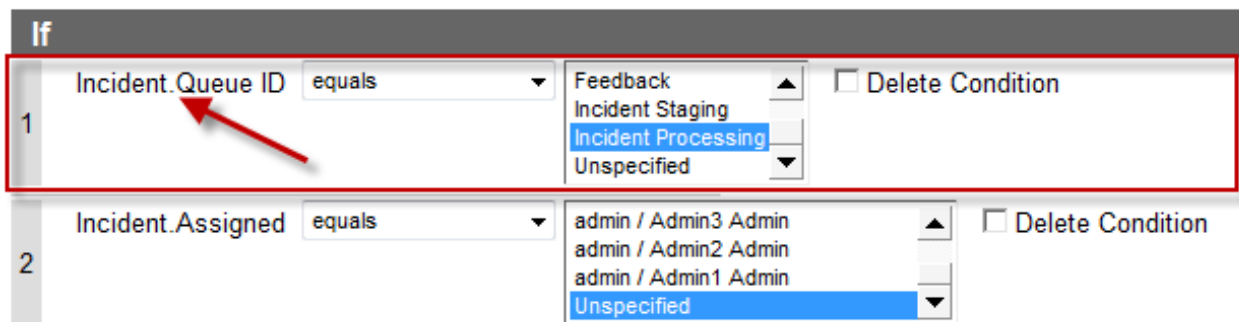 If
1
Incident.Queue ID equals
Feedback
Incident Staging
Incident Processing
Unspecified
Delete Condition
2
Incident.Assigned equals
admin / Admin3 Admin
admin / Admin2 Admin
admin / Admin1 Admin
Unspecified
Delete Condition